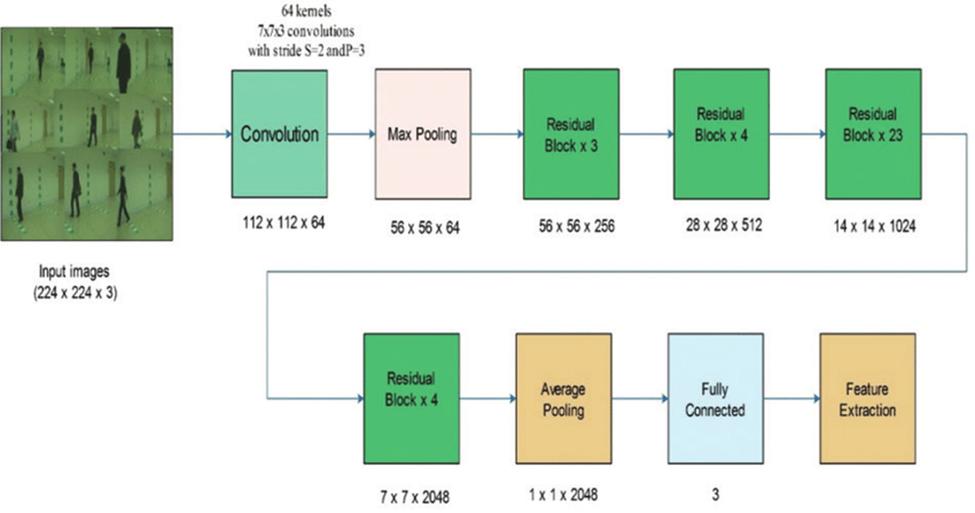 64 kernels
7x7x3 convolutions
with stride S=2 andP=3
Convolution
Max Pooling
Residual
Block x 3
Residual
Block x 4
Residual
Block x 23
112 x 112 x 64
56 x 56 x 64
56 x 56 x 256
28 x 28 x 512
14 x 14 x 1024
Input images
(224 x 224 x 3)
Residual
Block x 4
Average
Pooling
Fully
Connected
Feature
Extraction
7 x 7 x 2048
1 x 1 x 2048
3